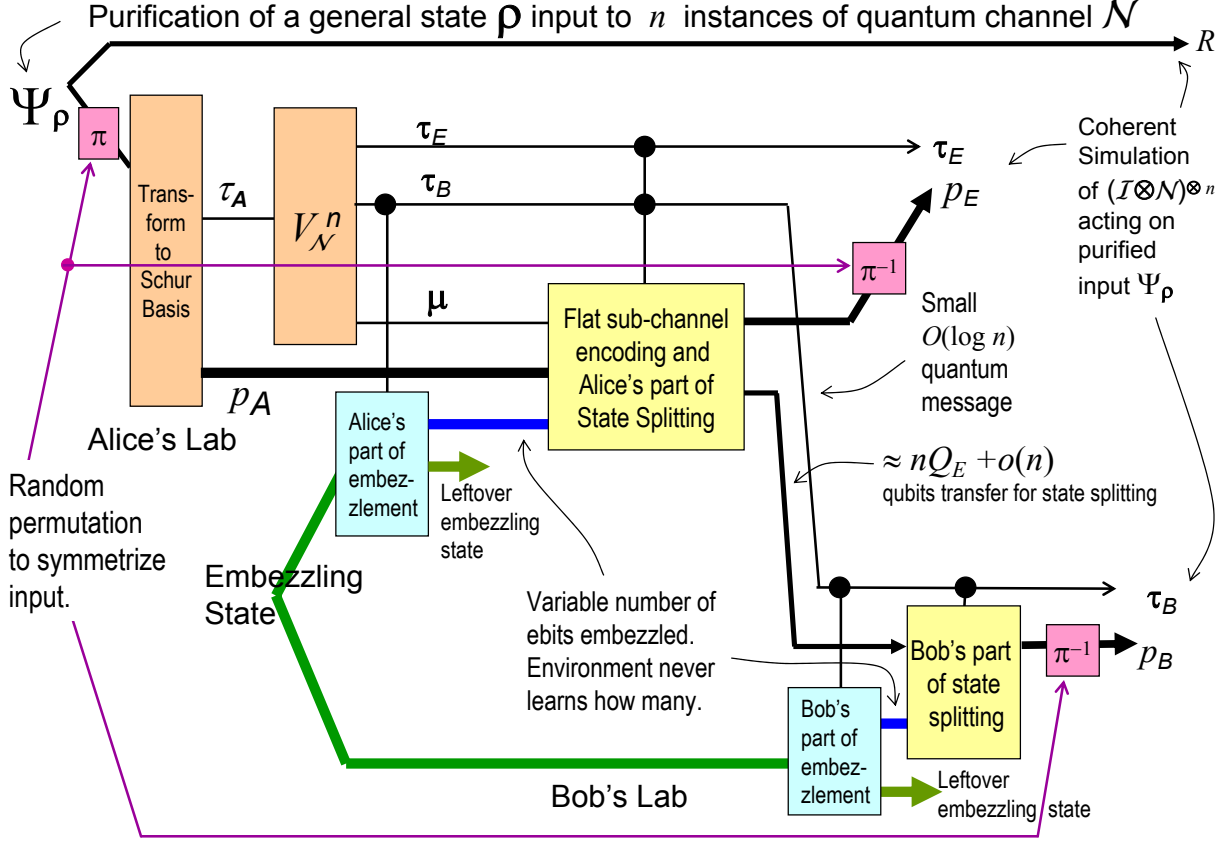 Purification of a general state ρ input to n instances of quantum channel 𝒩
R
Ψρ
π
Trans-
form
to
Schur
Basis
τA
V𝒩n
τE
τB
μ
pA
Alice's Lab
Flat sub-channel
encoding and
Alice's part of
State Splitting
π−1
τE
pE
Coherent
Simulation
of (ℐ⊗𝒩)⊗ n
acting on
purified
input Ψρ
Small
O(log n)
quantum
message
Alice's
part of
embez-
zlement
Leftover
embezzling
state
≈ nQE +o(n)
qubits transfer for state splitting
Random
permutation
to symmetrize
input.
Embezzling
State
Variable number of
ebits embezzled.
Environment never
learns how many.
Bob's part
of state
splitting
π−1
τB
pB
Bob's
part of
embez-
zlement
Leftover
embezzling state
Bob's Lab